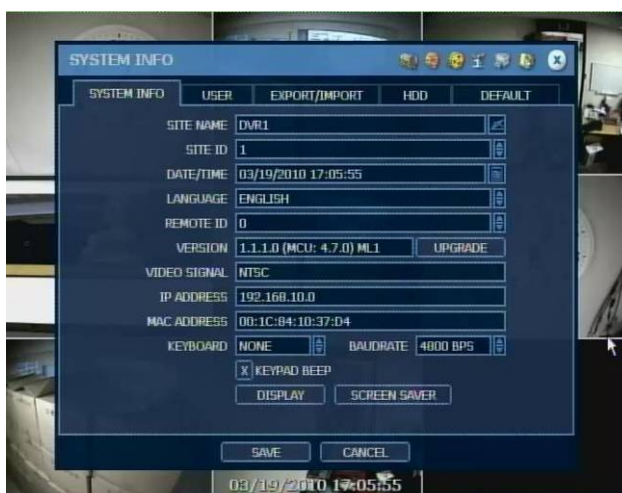 SYSTEM INFO
SYSTEM INFO USER EXPORT/IMPORT HDD DEFAULT
SITE NAME DVR1
SITE ID 1
DATE/TIME 03/19/2010 17:05:55
LANGUAGE ENGLISH
REMOTE ID 0
VERSION 1.1.1.0 (MCU: 4.7.0) ML1 UPGRADE
VIDEO SIGNAL NTSC
IP ADDRESS 192.168.10.0
MAC ADDRESS 00:1C:84:10:37:D4
KEYBOARD NONE BAUDRATE 4800 BPS
X KEYPAD BEEP
DISPLAY SCREEN SAVER
SAVE CANCEL
03/19/2010 17:05:55